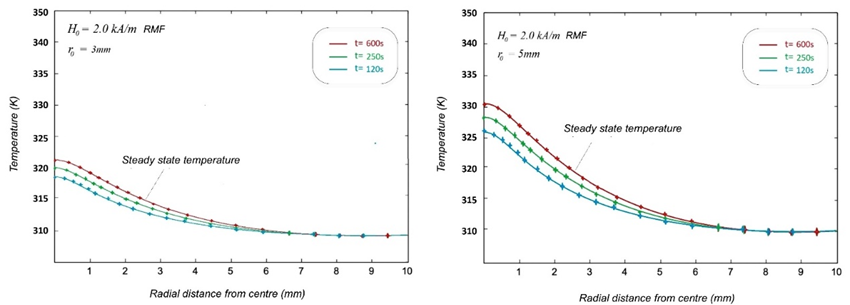 350
345
340
335
330
325
320
315
310
Temperature (K)
H₀ = 2.0 kA/m RMF
r₀ = 3mm
t= 600s
t= 250s
t= 120s
Steady state temperature
1 2 3 4 5 6 7 8 9 10
Radial distance from centre (mm)
350
345
340
335
330
325
320
315
310
Temperature (K)
H₀ = 2.0 kA/m RMF
r₀ = 5mm
t= 600s
t= 250s
t= 120s
Steady state temperature
1 2 3 4 5 6 7 8 9 10
Radial distance from centre (mm)